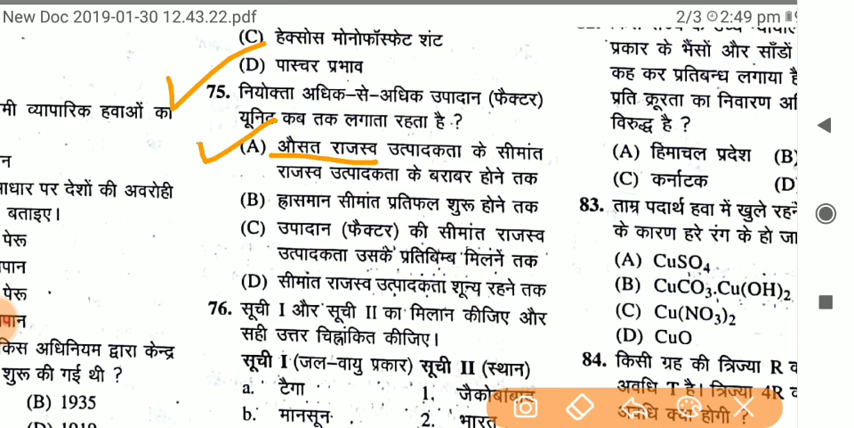 New Doc 2019-01-30 12.43.22.pdf
2/3
2:49 pm
मी व्यापारिक हवाओं का
न
माधार पर देशों की अवरोही
बताइए।
पेरू
पान
पेरू
पान
किस अधिनियम द्वारा केन्द्र
शुरू की गई थी ?
(B) 1935
(C) हेक्सोस मोनोफॉस्फेट शंट
(D) पास्चर प्रभाव
75. नियोक्ता अधिक-से-अधिक उपादान (फैक्टर)
यूनिट कब तक लगाता रहता है ?
(A) औसत राजस्व उत्पादकता के सीमांत
राजस्व उत्पादकता के बराबर होने तक
(B) ह्रासमान सीमांत प्रतिफल शुरू होने तक
(C) उपादान (फैक्टर) की सीमांत राजस्व
उत्पादकता उसके प्रतिबिम्ब मिलनें तक
(D) सीमांत राजस्व उत्पादकता शून्य रहने तक
76. सूची I और सूची II का मिलान कीजिए और
सही उत्तर चिह्नांकित कीजिए।
सूची I (जल-वायु प्रकार) सूची II (स्थान)
a. टैगा 1. जैकोबाबाद
b. मानसून 2. भारत
प्रकार के भैंसों और साँडों
कह कर प्रतिबन्ध लगाया है
प्रति क्रूरता का निवारण अ
विरुद्ध है ?
(A) हिमाचल प्रदेश (B)
(C) कर्नाटक (D
83. ताम्र पदार्थ हवा में खुले रहन
के कारण हरे रंग के हो जा
(A) CuSO₄
(B) CuCO₃.Cu(OH)₂
(C) Cu(NO₃)₂
(D) CuO
84. किसी ग्रह की त्रिज्या R व
अवधि T है। त्रिज्या 4R व
अवधि क्या होगी ?